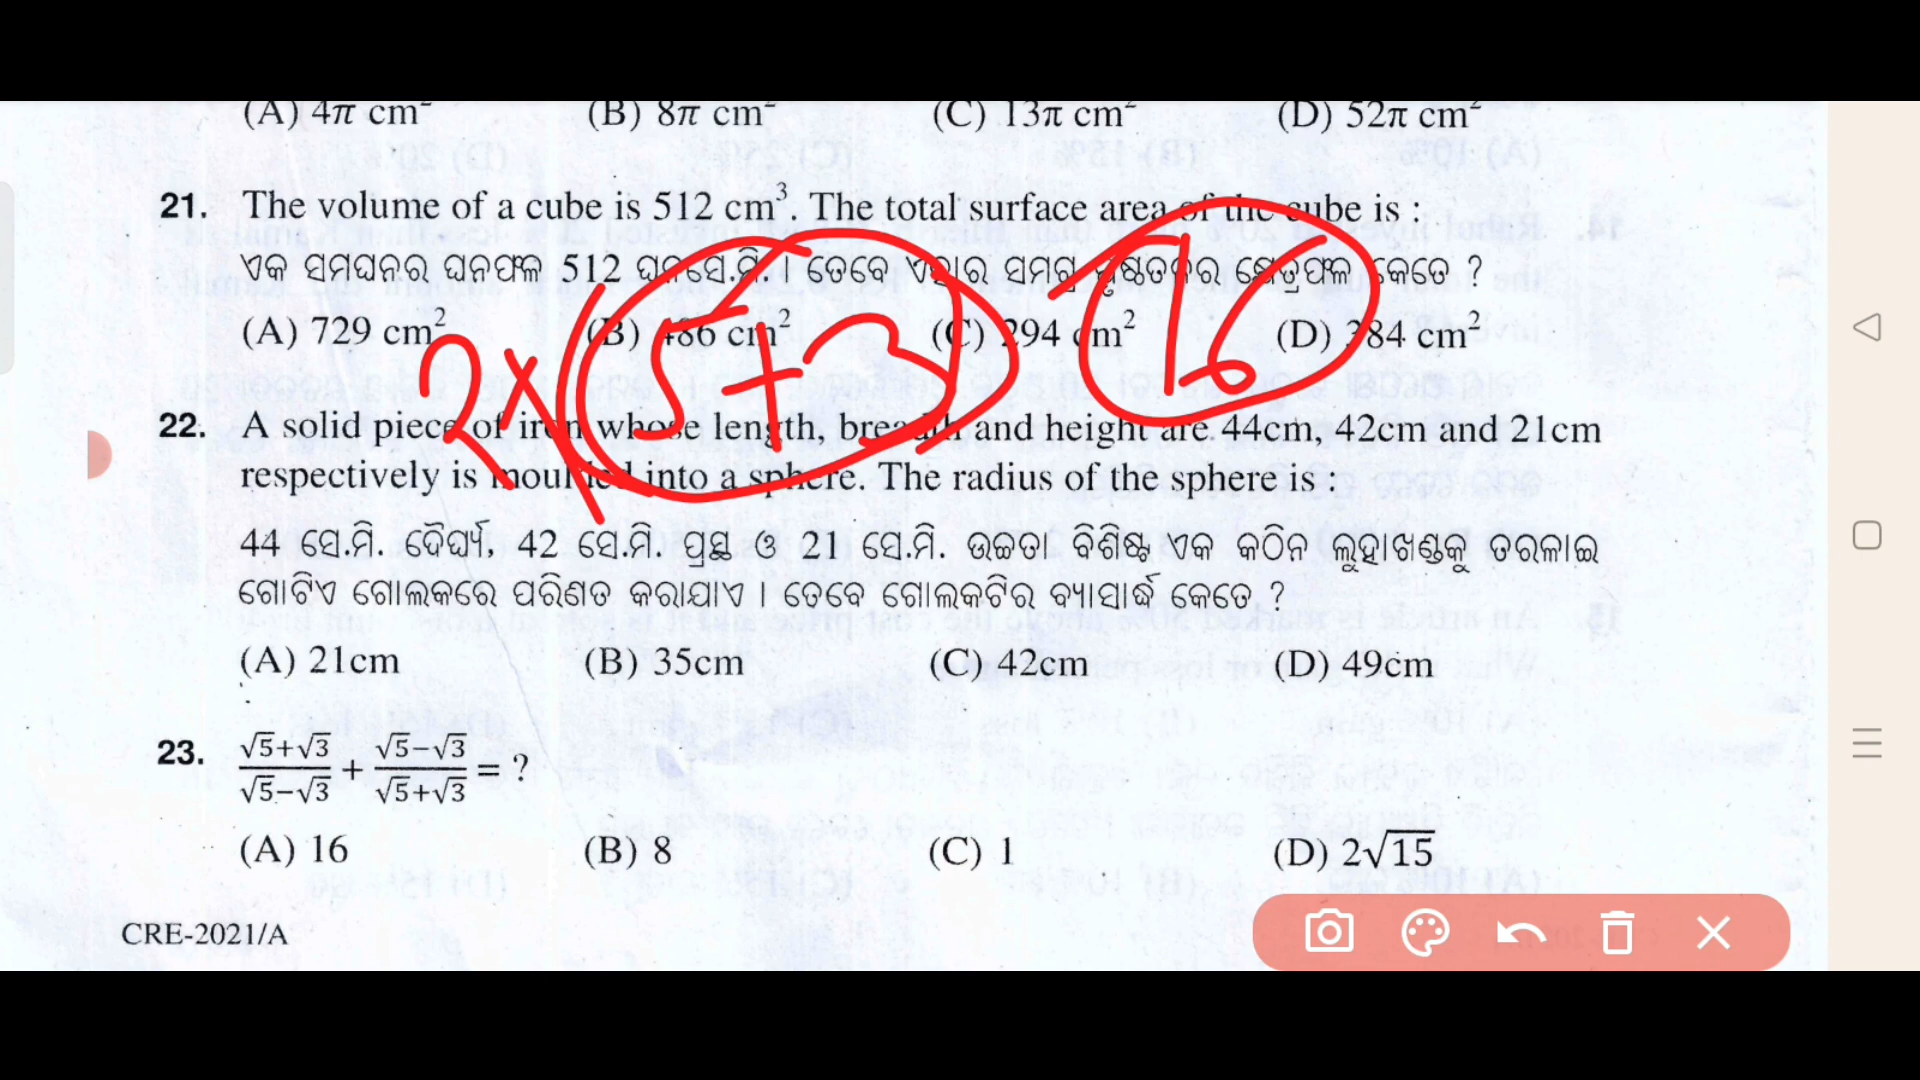 (A) 4π cm² (B) 8π cm² (C) 13π cm² (D) 52π cm²
21. The volume of a cube is 512 cm³. The total surface area of the cube is :
ଏକ ସମଘନର ଘନଫଳ 512 ଘନସେ.ମି. । ତେବେ ଏହାର ସମଗ୍ର ପୃଷ୍ଠତଳର କ୍ଷେତ୍ରଫଳ କେତେ ?
(A) 729 cm² (B) 486 cm² (C) 294 cm² (D) 384 cm²
2×(5+3) 16
22. A solid piece of iron whose length, breadth and height are 44cm, 42cm and 21cm
respectively is moulded into a sphere. The radius of the sphere is :
44 ସେ.ମି. ଦୈର୍ଘ୍ୟ, 42 ସେ.ମି. ପ୍ରସ୍ଥ ଓ 21 ସେ.ମି. ଉଚ୍ଚତା ବିଶିଷ୍ଟ ଏକ କଠିନ ଲୁହାଖଣ୍ଡକୁ ତରଳାଇ
ଗୋଟିଏ ଗୋଲକରେ ପରିଣତ କରାଯାଏ । ତେବେ ଗୋଲକଟିର ବ୍ୟାସାର୍ଦ୍ଧ କେତେ ?
(A) 21cm (B) 35cm (C) 42cm (D) 49cm
23. (√5+√3)/(√5−√3) + (√5−√3)/(√5+√3) = ?
(A) 16 (B) 8 (C) 1 (D) 2√15
CRE-2021/A